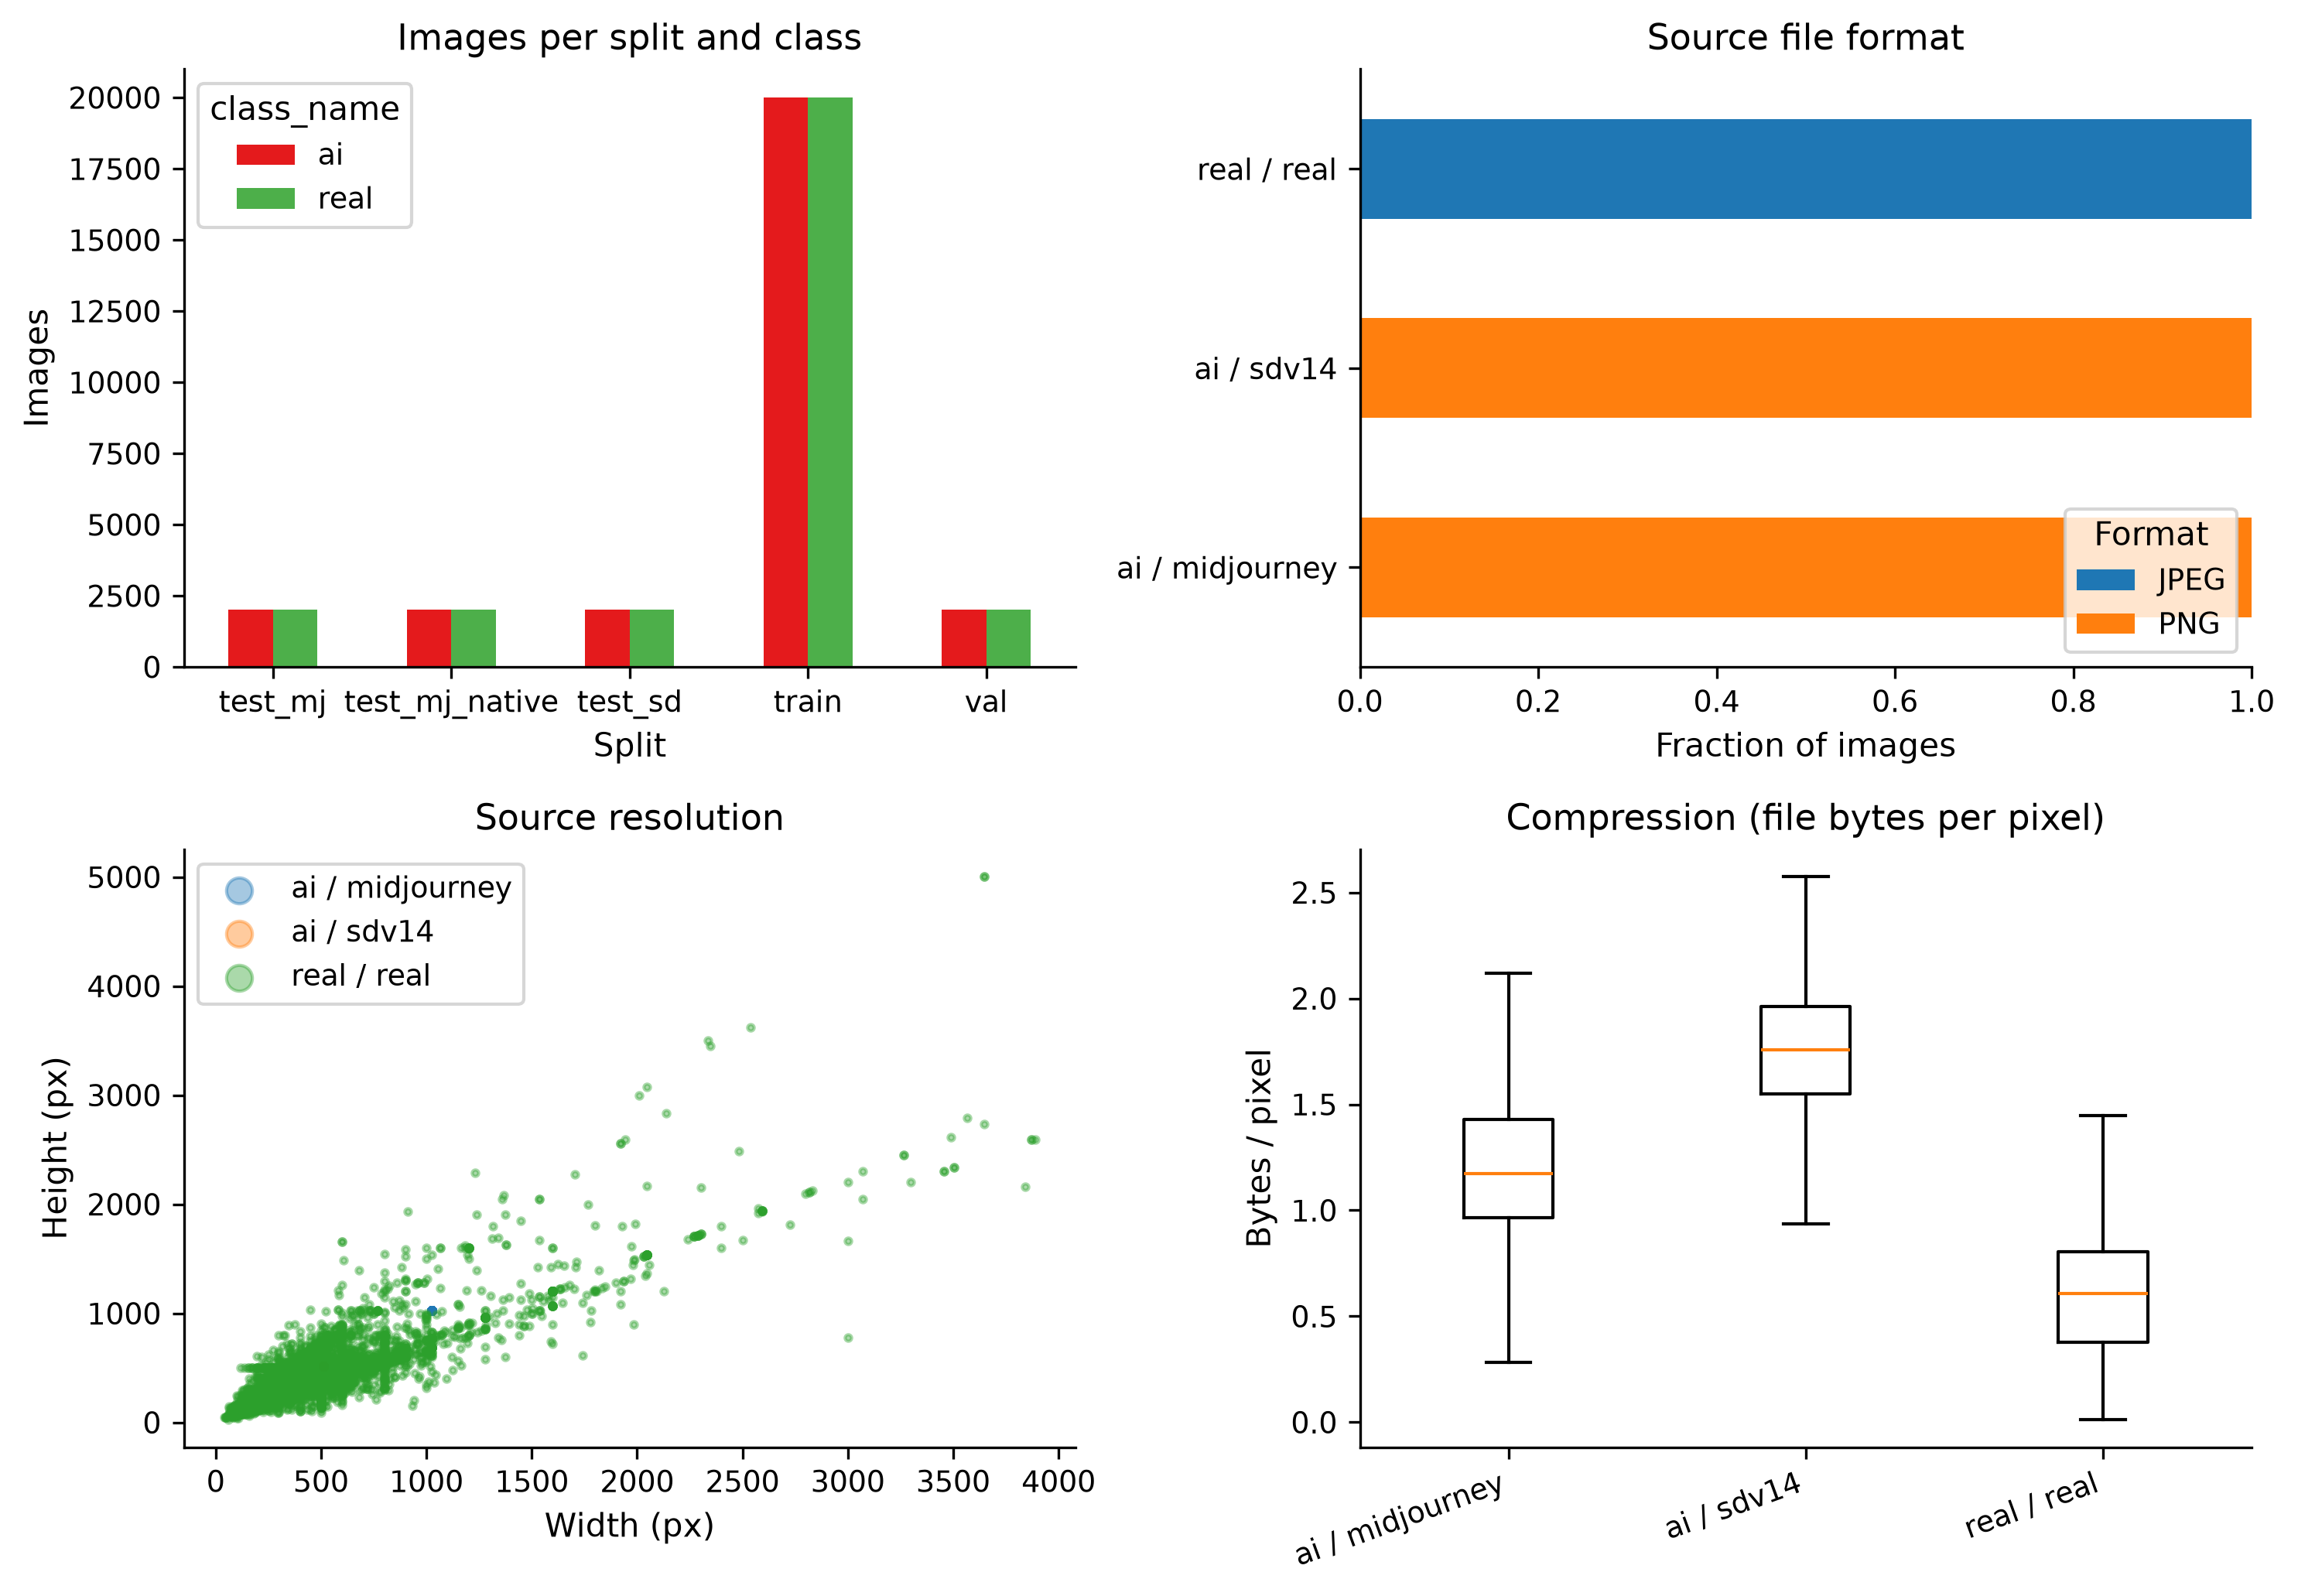 Images per split and class
class_name
ai
real
20000
17500
15000
12500
10000
7500
5000
2500
0
Images
test_mj
test_mj_native
test_sd
train
val
Split
Source file format
real / real
ai / sdv14
ai / midjourney
Format
JPEG
PNG
0.0
0.2
0.4
0.6
0.8
1.0
Fraction of images
Source resolution
ai / midjourney
ai / sdv14
real / real
5000
4000
3000
2000
1000
0
Height (px)
0
500
1000
1500
2000
2500
3000
3500
4000
Width (px)
Compression (file bytes per pixel)
2.5
2.0
1.5
1.0
0.5
0.0
Bytes / pixel
ai / midjourney
ai / sdv14
real / real